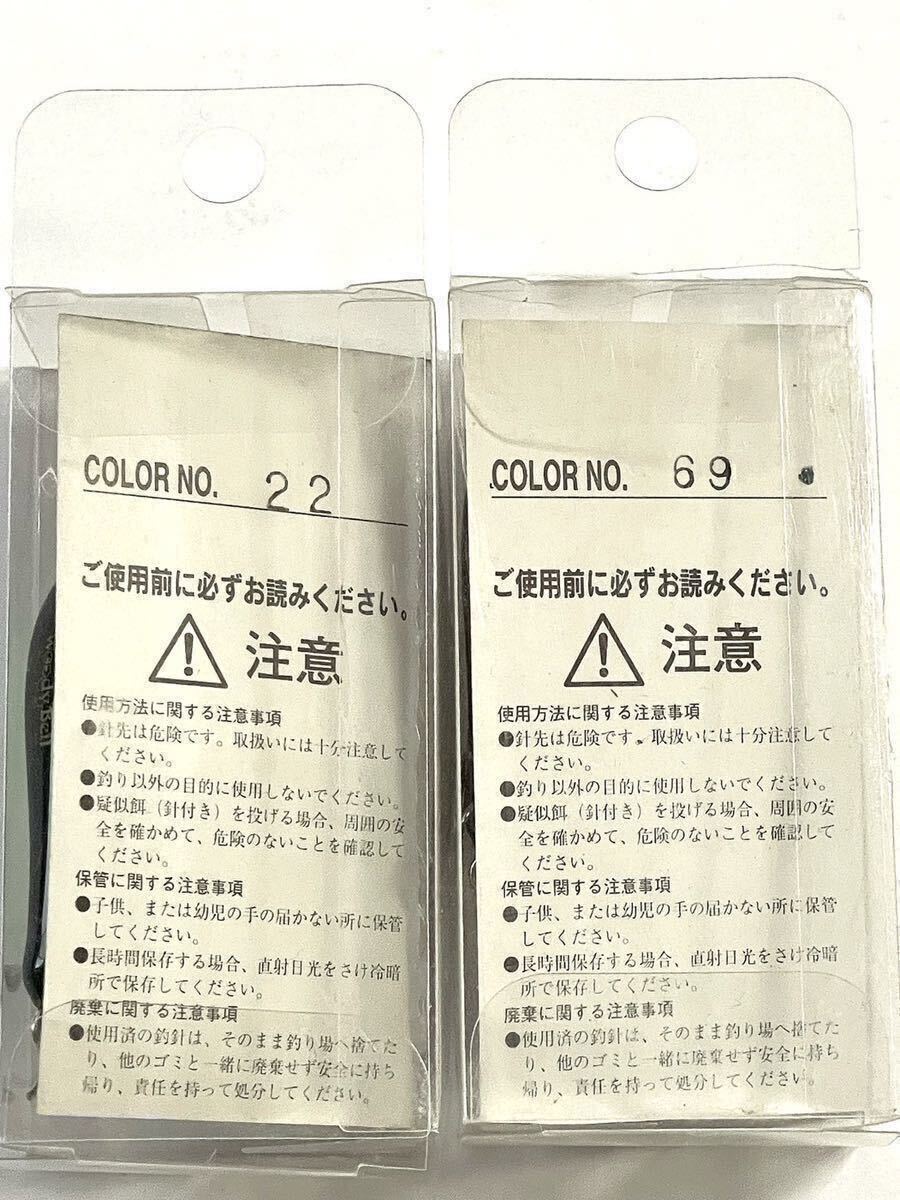 COLOR NO. 22
ご使用前に必ずお読みください。
注意
使用方法に関する注意事項
●針先は危険です。取扱いには十分注意して
ください。
●釣り以外の目的に使用しないでください。
●疑似餌(針付き)を投げる場合、周囲の安
全を確かめて、危険のないことを確認して
ください。
保管に関する注意事項
●子供、または幼児の手の届かない所に保管
してください。
●長時間保存する場合、直射日光をさけ冷暗
所で保存してください。
廃棄に関する注意事項
●使用済の釣針は、そのまま釣り場へ捨てた
り、他のゴミと一緒に廃棄せず安全に持ち
帰り、責任を持って処分してください。
COLOR NO. 69
ご使用前に必ずお読みください。
注意
使用方法に関する注意事項
●針先は危険です。取扱いには十分注意して
ください。
●釣り以外の目的に使用しないでください。
●疑似餌(針付き)を投げる場合、周囲の安
全を確かめて、危険のないことを確認して
ください。
保管に関する注意事項
●子供、または幼児の手の届かない所に保管
してください。
●長時間保存する場合、直射日光をさけ冷暗
所で保存してください。
廃棄に関する注意事項
●使用済の釣針は、そのまま釣り場へ捨てた
り、他のゴミと一緒に廃棄せず安全に持ち
帰り、責任を持って処分してください。